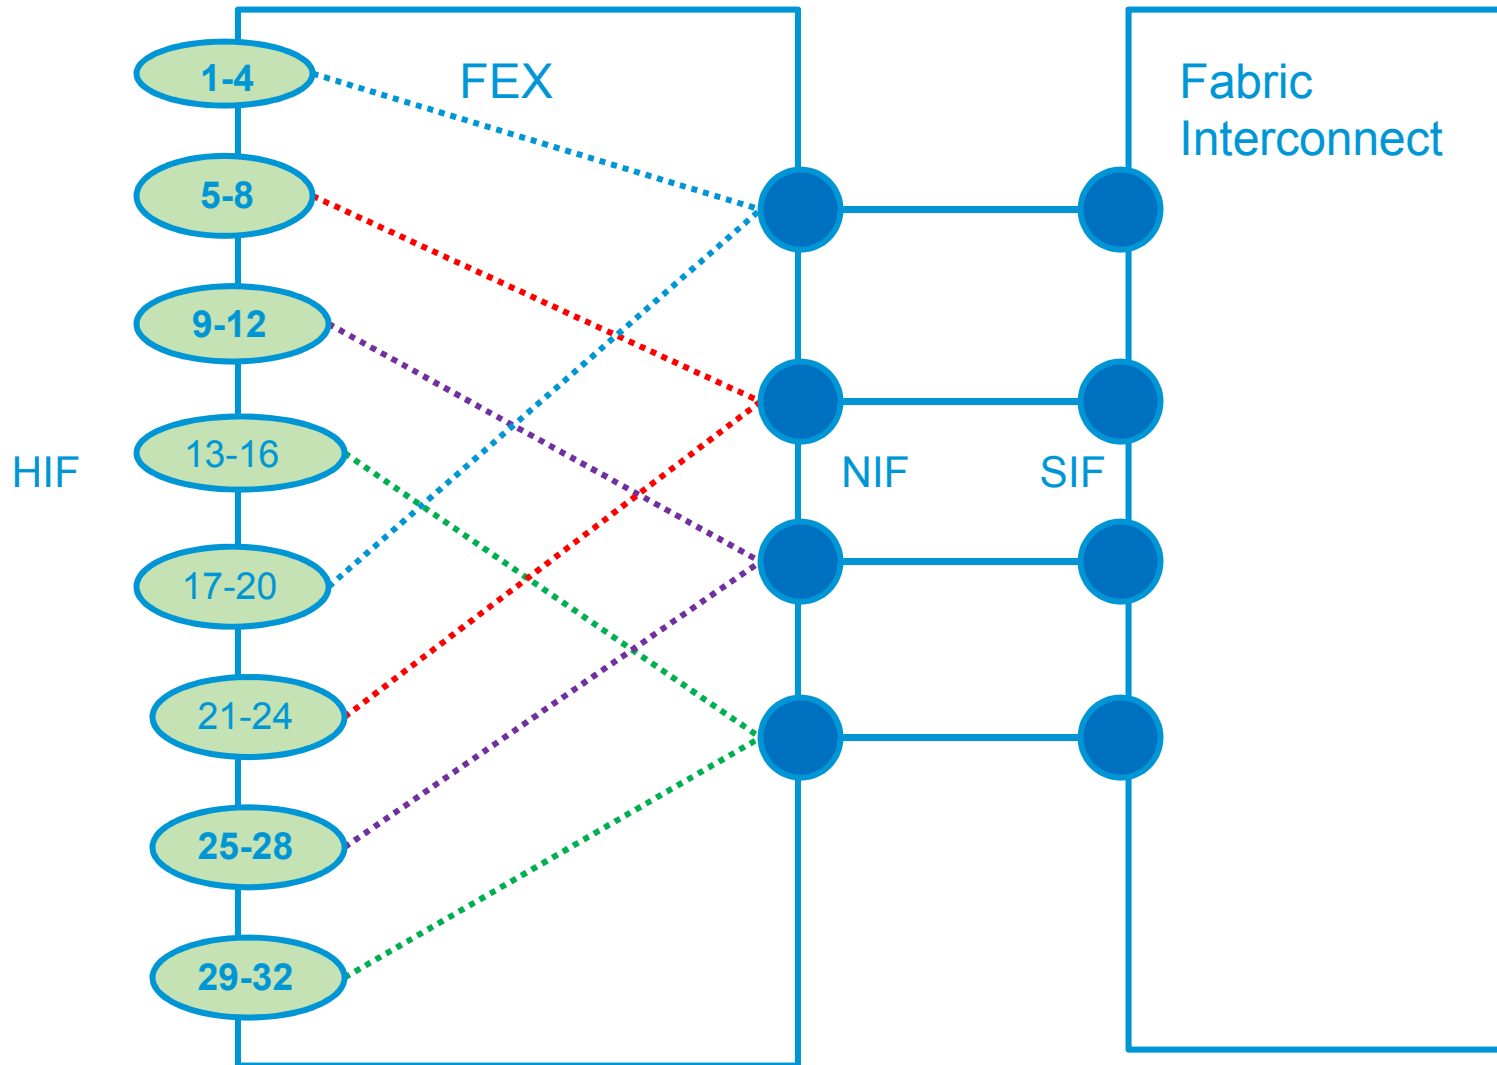 1-4
FEX
Fabric
Interconnect
5-8
9-12
13-16
HIF
NIF
SIF
17-20
21-24
25-28
29-32